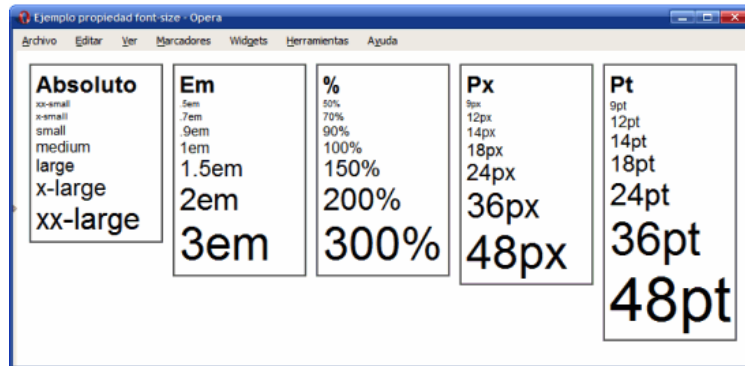 Ejemplo propiedad font-size - Opera
Archivo Editar Ver Marcadores Widgets Herramientas Ayuda
Absoluto
xx-small
x-small
small
medium
large
x-large
xx-large
Em
.5em
.7em
.9em
1em
1.5em
2em
3em
%
50%
70%
90%
100%
150%
200%
300%
Px
9px
12px
14px
18px
24px
36px
48px
Pt
9pt
12pt
14pt
18pt
24pt
36pt
48pt